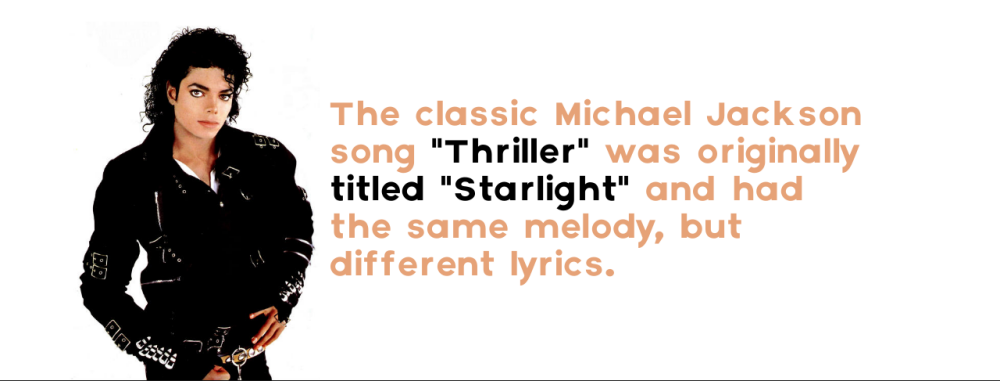 The classic Michael Jackson
song "Thriller" was originally
titled "Starlight" and had
the same melody, but
different lyrics.